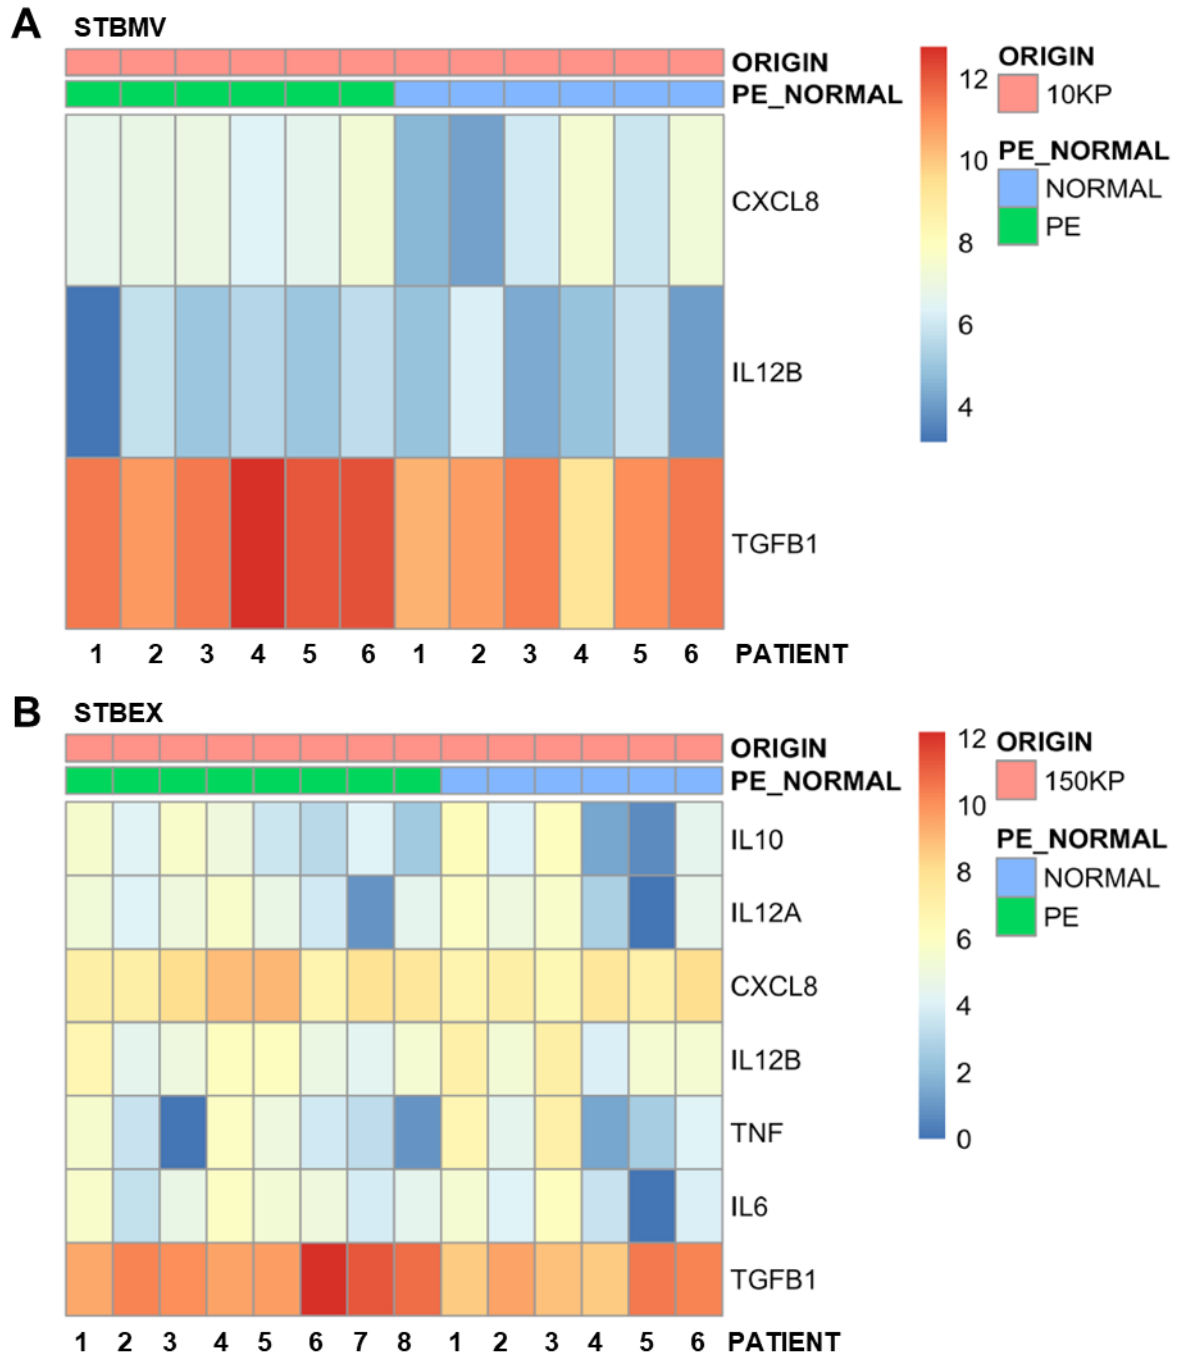 A STBMV
ORIGIN
PE_NORMAL
CXCL8
IL12B
TGFB1
1 2 3 4 5 6 1 2 3 4 5 6 PATIENT
12
10
8
6
4
ORIGIN
10KP
PE_NORMAL
NORMAL
PE
B STBEX
ORIGIN
PE_NORMAL
IL10
IL12A
CXCL8
IL12B
TNF
IL6
TGFB1
1 2 3 4 5 6 7 8 1 2 3 4 5 6 PATIENT
12
10
8
6
4
2
0
ORIGIN
150KP
PE_NORMAL
NORMAL
PE